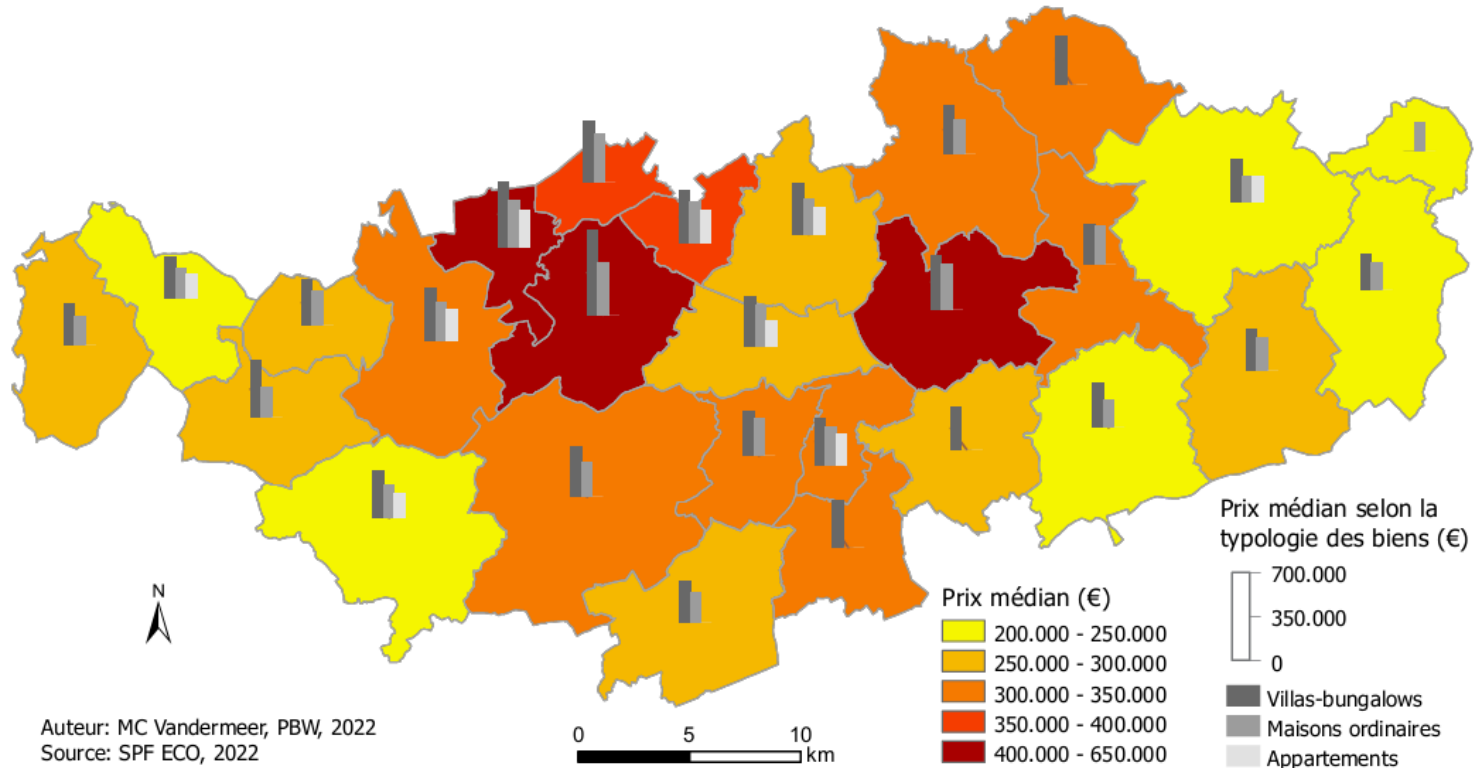 N
Auteur: MC Vandermeer, PBW, 2022
Source: SPF ECO, 2022
0 5 10
km
Prix médian (€)
200.000 - 250.000
250.000 - 300.000
300.000 - 350.000
350.000 - 400.000
400.000 - 650.000
Prix médian selon la
typologie des biens (€)
700.000
350.000
0
Villas-bungalows
Maisons ordinaires
Appartements